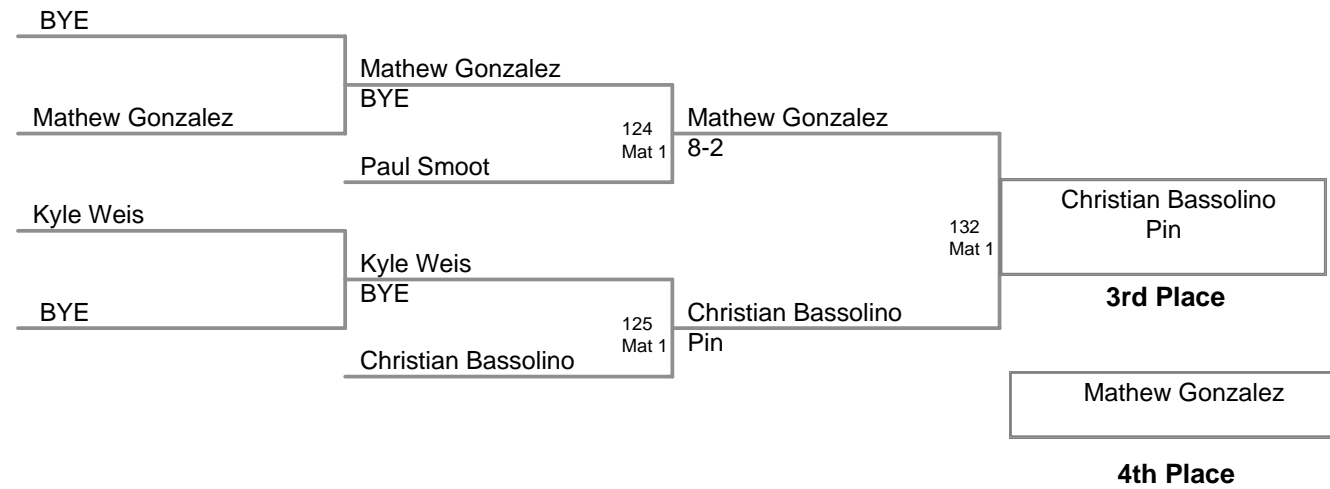 BYE
Mathew Gonzalez
BYE
Mathew Gonzalez
124
Mat 1
Mathew Gonzalez
8-2
Paul Smoot
Kyle Weis
Christian Bassolino
Pin
132
Mat 1
3rd Place
Kyle Weis
BYE
BYE
125
Mat 1
Christian Bassolino
Pin
Christian Bassolino
Mathew Gonzalez
4th Place